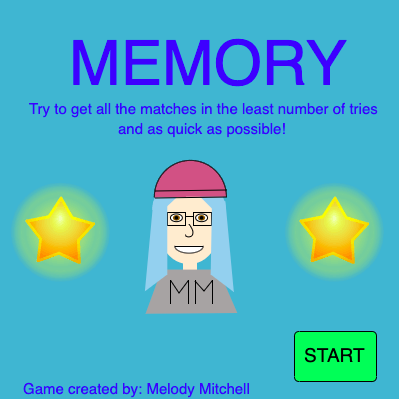 MEMORY
Try to get all the matches in the least number of tries
and as quick as possible!
MM
START
Game created by: Melody Mitchell